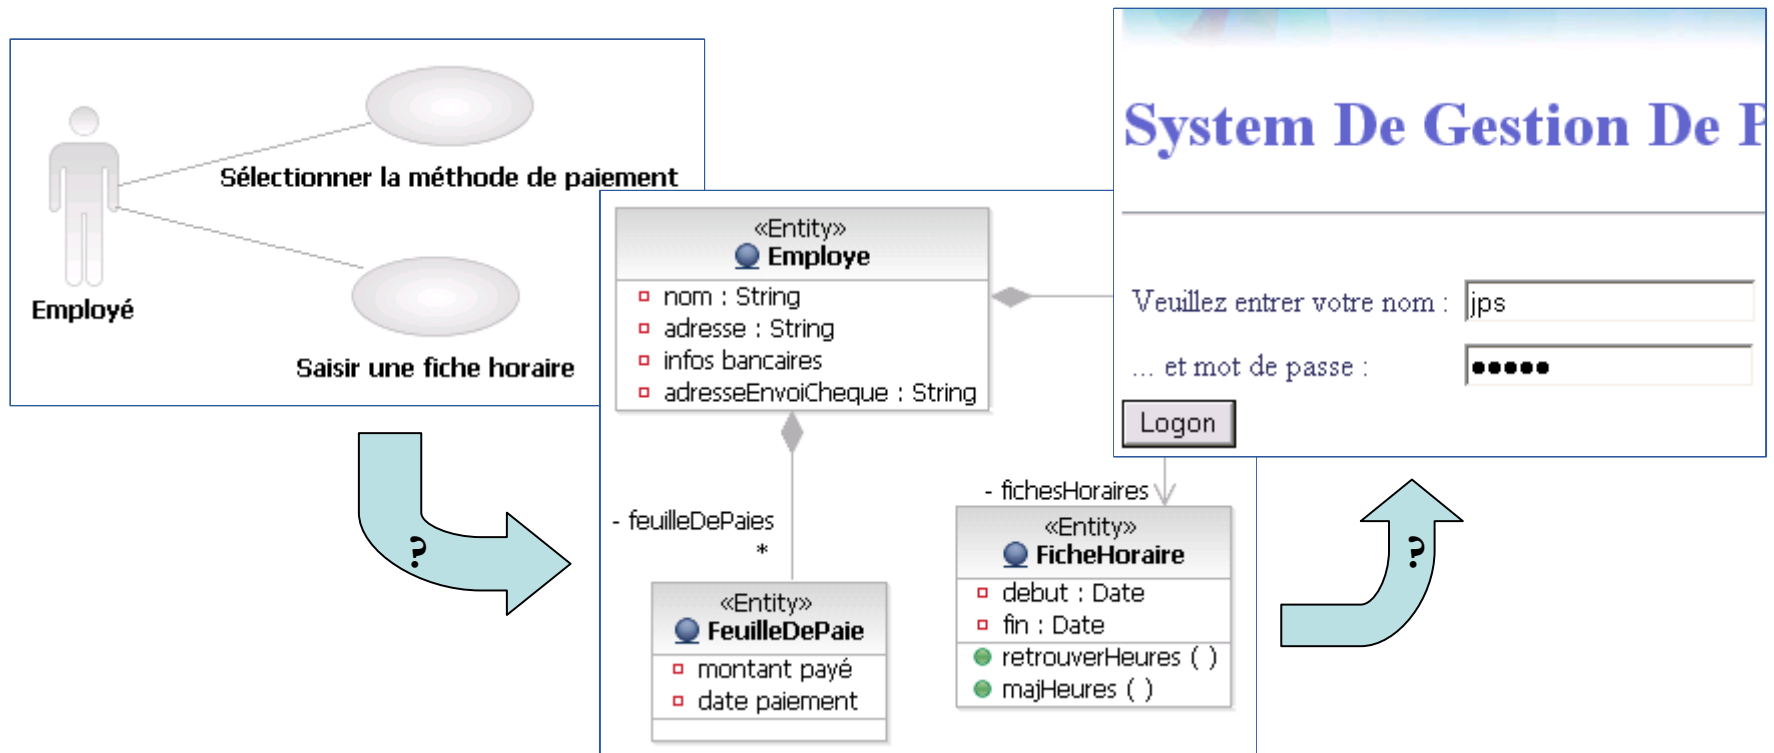 Sélectionner la méthode de paiement
Employé
Saisir une fiche horaire
?
«Entity»
Employe
nom : String
adresse : String
infos bancaires
adresseEnvoiCheque : String
- feuilleDePaies
*
«Entity»
FeuilleDePaie
montant payé
date paiement
- fichesHoraires
«Entity»
FicheHoraire
debut : Date
fin : Date
retrouverHeures ( )
majHeures ( )
?
System De Gestion De P
Veuillez entrer votre nom : jps
... et mot de passe : •••••
Logon